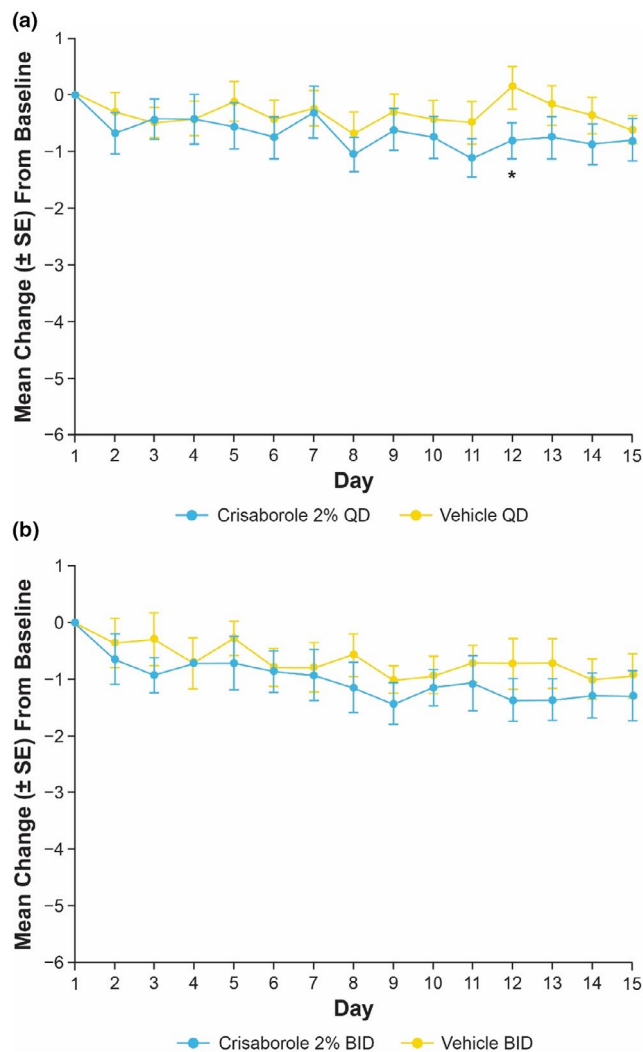 (a)
Mean Change (± SE) From Baseline
1
0
−1
−2
−3
−4
−5
−6
*
1 2 3 4 5 6 7 8 9 10 11 12 13 14 15
Day
Crisaborole 2% QD Vehicle QD
(b)
Mean Change (± SE) From Baseline
1
0
−1
−2
−3
−4
−5
−6
1 2 3 4 5 6 7 8 9 10 11 12 13 14 15
Day
Crisaborole 2% BID Vehicle BID